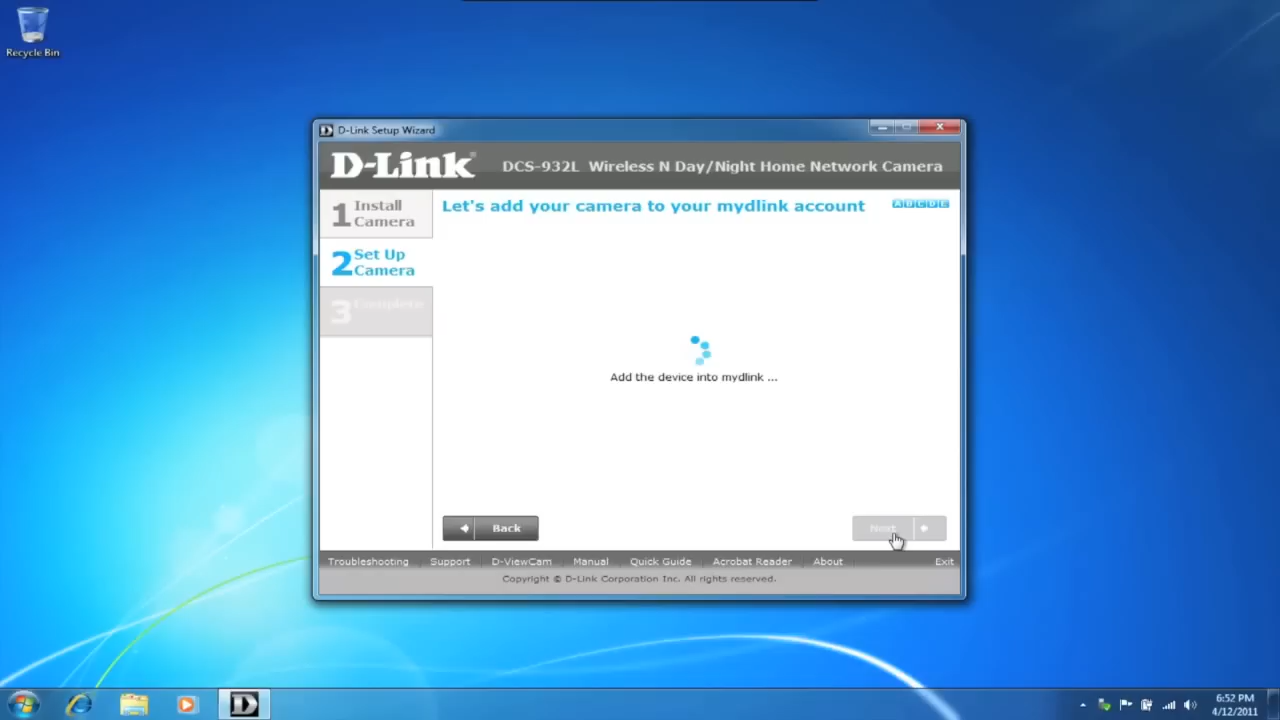 Recycle Bin
D-Link Setup Wizard
D-Link
DCS-932L Wireless N Day/Night Home Network Camera
1 Install Camera
2 Set Up Camera
3 Complete
Let's add your camera to your mydlink account
A B C D E
Add the device into mydlink ...
Back
Next
Troubleshooting Support D-ViewCam Manual Quick Guide Acrobat Reader About Exit
Copyright © D-Link Corporation Inc. All rights reserved.
D
6:52 PM
4/12/2011